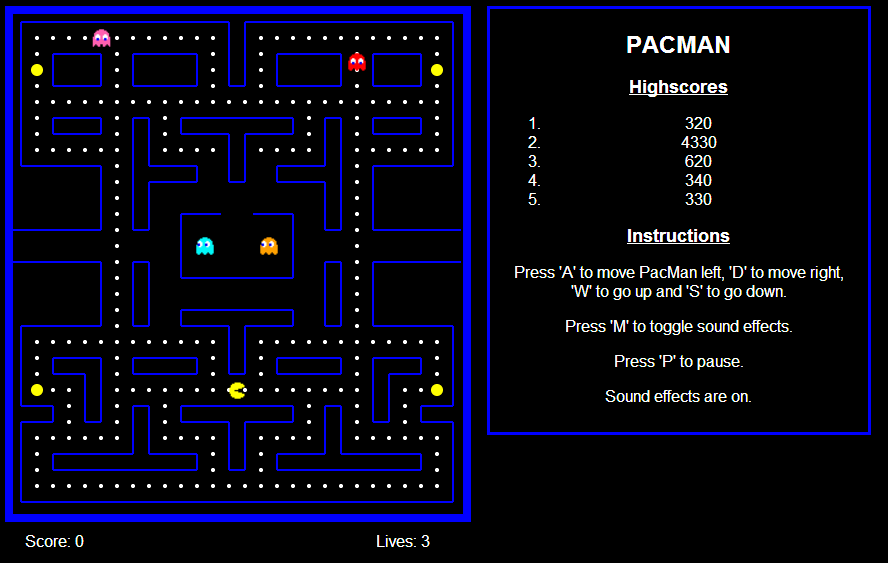 PACMAN
Highscores
1. 320
2. 4330
3. 620
4. 340
5. 330
Instructions
Press 'A' to move PacMan left, 'D' to move right,
'W' to go up and 'S' to go down.
Press 'M' to toggle sound effects.
Press 'P' to pause.
Sound effects are on.
Score: 0
Lives: 3